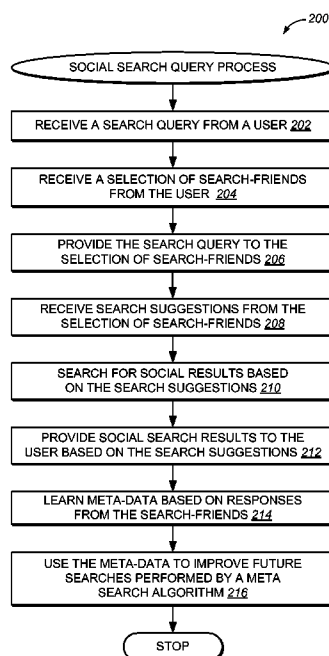 200
SOCIAL SEARCH QUERY PROCESS
RECEIVE A SEARCH QUERY FROM A USER 202
RECEIVE A SELECTION OF SEARCH-FRIENDS
FROM THE USER 204
PROVIDE THE SEARCH QUERY TO THE
SELECTION OF SEARCH-FRIENDS 206
RECEIVE SEARCH SUGGESTIONS FROM THE
SELECTION OF SEARCH-FRIENDS 208
SEARCH FOR SOCIAL RESULTS BASED
ON THE SEARCH SUGGESTIONS 210
PROVIDE SOCIAL SEARCH RESULTS TO THE
USER BASED ON THE SEARCH SUGGESTIONS 212
LEARN META-DATA BASED ON RESPONSES
FROM THE SEARCH-FRIENDS 214
USE THE META-DATA TO IMPROVE FUTURE
SEARCHES PERFORMED BY A META
SEARCH ALGORITHM 216
STOP